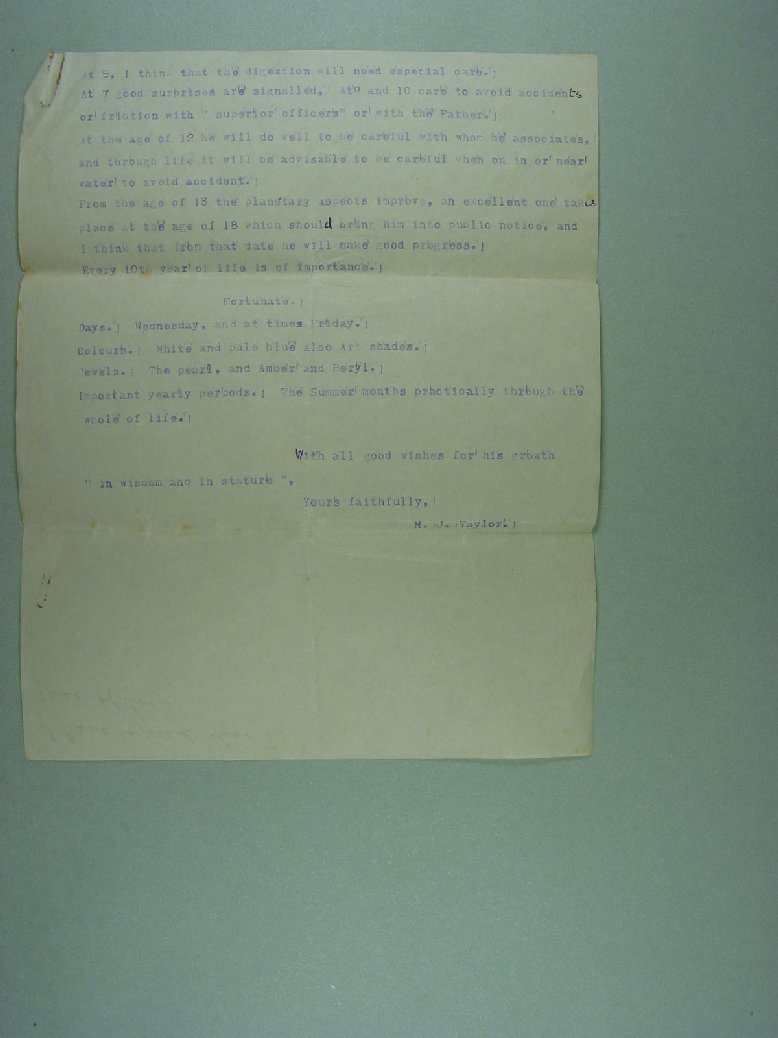 At 5, I think that the digestion will need especial care.
At 7 good surprises are signalled, At9 and 10 care to avoid accidents
or friction with " superior officers" or with the Father.
At the age of 12 he will do well to be careful with whom he associates,
and through life it will be advisable to be careful when on in or near
water to avoid accident.
From the age of the planetary aspects improve, an excellent one takes
place at the age of 18 which should bring him into public notice, and
I think that from that date he will make good progress.
Every 10th year of life is of importance.
Fortunate.
Days. Wednesday, and at times Friday.
Colours. White and pale blue also Art shades.
Jewels. The pearl, and Amber and Beryl.
Important yearly periods. The Summer months practically through the
whole of life.
With all good wishes for his growth
" in wisdom and in stature ",
Yours faithfully,
M. Taylor.